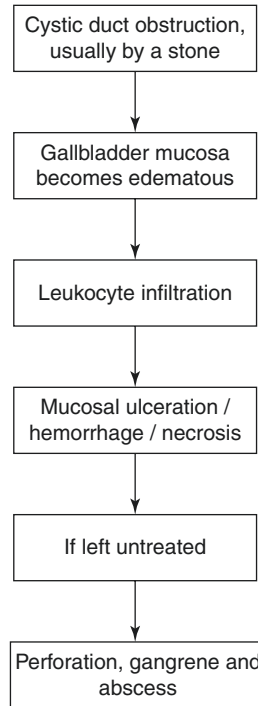 Cystic duct obstruction,
usually by a stone
Gallbladder mucosa
becomes edematous
Leukocyte infiltration
Mucosal ulceration /
hemorrhage / necrosis
If left untreated
Perforation, gangrene and
abscess